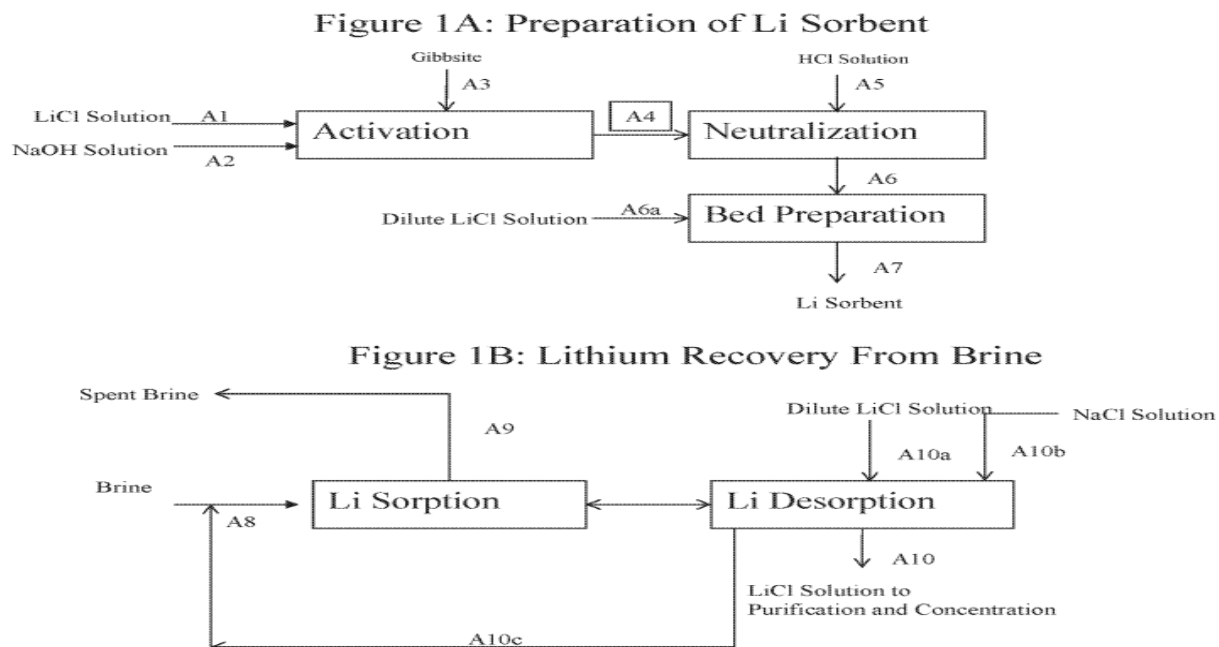 Figure 1A: Preparation of Li Sorbent
Gibbsite
HCl Solution
A3
A5
LiCl Solution
A1
A4
Activation
Neutralization
NaOH Solution
A2
A6
Dilute LiCl Solution
A6a
Bed Preparation
A7
Li Sorbent
Figure 1B: Lithium Recovery From Brine
Spent Brine
Dilute LiCl Solution
NaCl Solution
A9
A10a
A10b
Brine
Li Sorption
Li Desorption
A8
A10
LiCl Solution to
Purification and Concentration
A10c